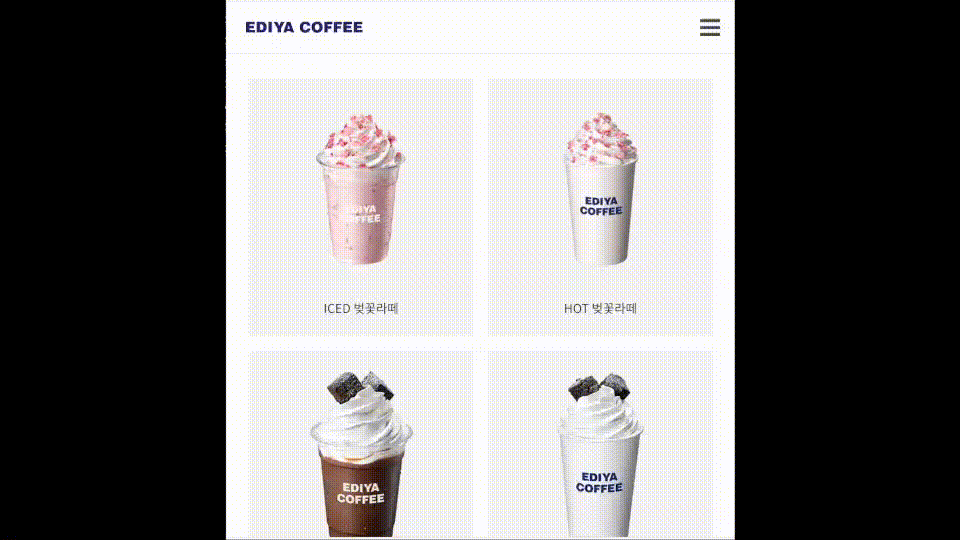 EDIYA COFFEE
EDIYA
COFFEE
EDIYA
COFFEE
ICED 벚꽃라떼
HOT 벚꽃라떼
EDIYA
COFFEE
EDIYA
COFFEE